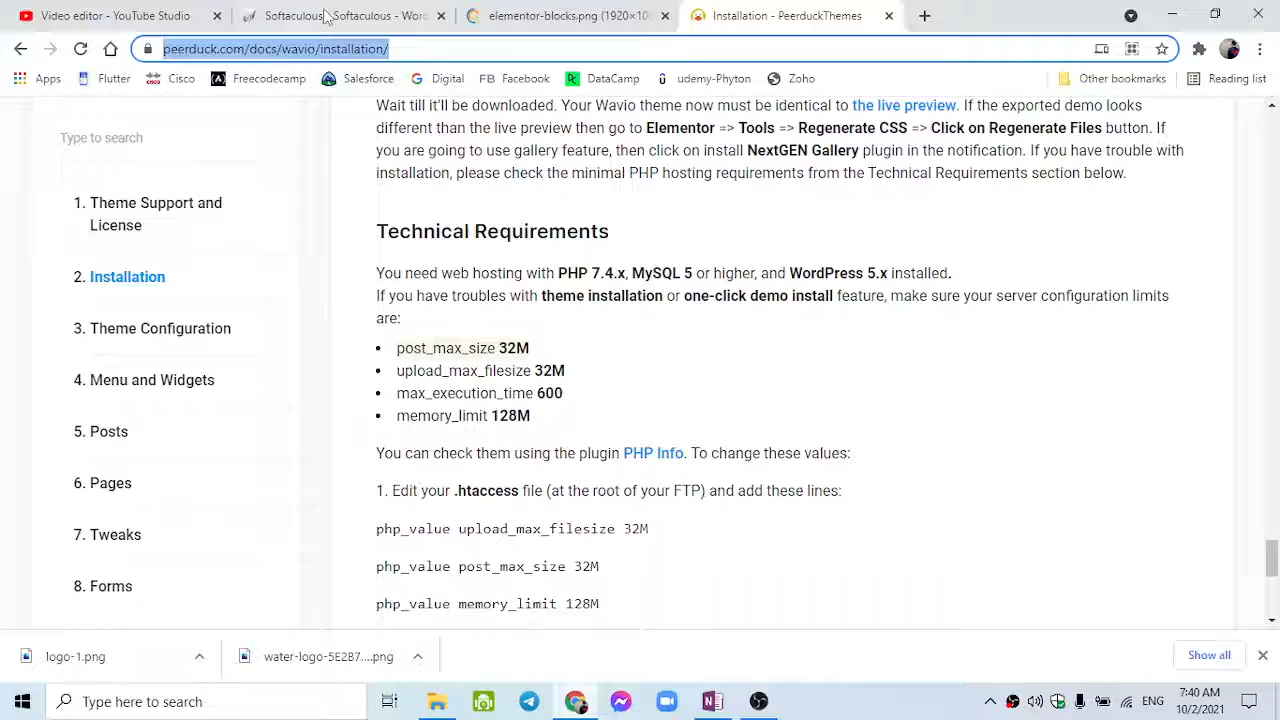 Video editor - YouTube Studio
Softaculous - Softaculous - Wor
elementor-blocks.png (1920×10
Installation - PeerduckThemes
peerduck.com/docs/wavio/installation/
Apps
Flutter
Cisco
Freecodecamp
Salesforce
Digital
FB Facebook
DataCamp
udemy-Phyton
Zoho
Other bookmarks
Reading list
Type to search
1. Theme Support and
License
2. Installation
3. Theme Configuration
4. Menu and Widgets
5. Posts
6. Pages
7. Tweaks
8. Forms
Wait till it'll be downloaded. Your Wavio theme now must be identical to the live preview. If the exported demo looks
different than the live preview then go to Elementor => Tools => Regenerate CSS => Click on Regenerate Files button. If
you are going to use gallery feature, then click on install NextGEN Gallery plugin in the notification. If you have trouble with
installation, please check the minimal PHP hosting requirements from the Technical Requirements section below.
Technical Requirements
You need web hosting with PHP 7.4.x, MySQL 5 or higher, and WordPress 5.x installed.
If you have troubles with theme installation or one-click demo install feature, make sure your server configuration limits
are:
• post_max_size 32M
• upload_max_filesize 32M
• max_execution_time 600
• memory_limit 128M
You can check them using the plugin PHP Info. To change these values:
1. Edit your .htaccess file (at the root of your FTP) and add these lines:
php_value upload_max_filesize 32M
php_value post_max_size 32M
php_value memory_limit 128M
logo-1.png
water-logo-5E2B7....png
Show all
Type here to search
ENG
7:40 AM
10/2/2021